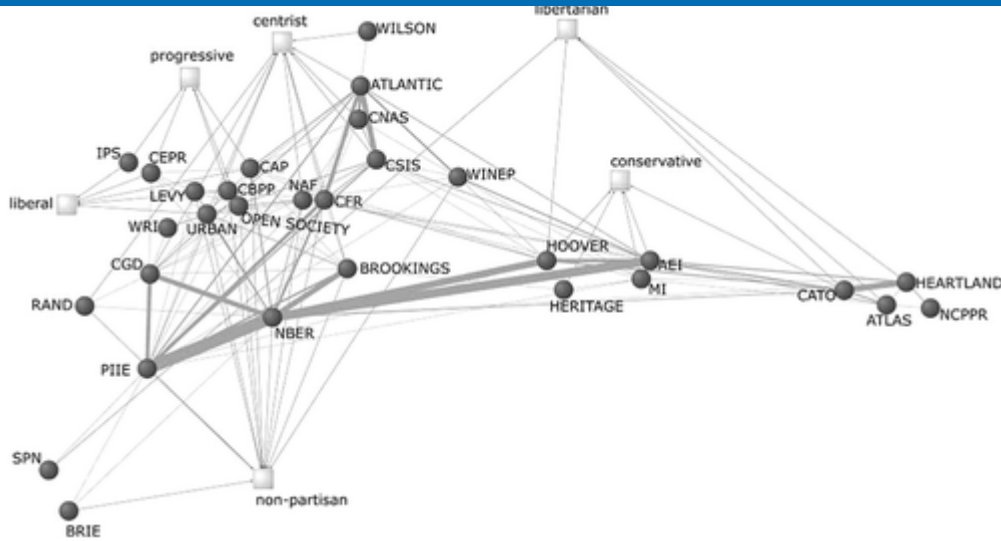 libertarian
centrist
WILSON
progressive
ATLANTIC
CNAS
IPS
CEPR
CAP
CSIS
WINEP
conservative
LEVY
CBPP
NAF
CFR
liberal
OPEN SOCIETY
WRI
URBAN
HOOVER
CGD
BROOKINGS
AEI
MI
HEARTLAND
RAND
HERITAGE
CATO
ATLAS
NCPPR
NBER
PIIE
SPN
non-partisan
BRIE